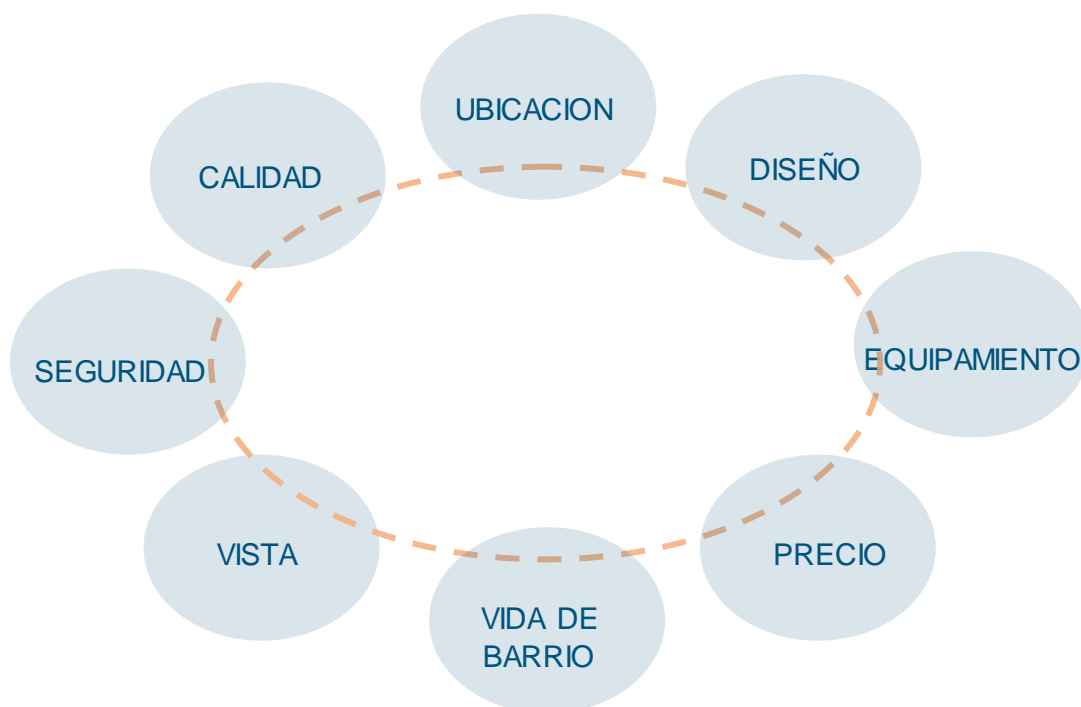 UBICACION
CALIDAD
DISEÑO
SEGURIDAD
EQUIPAMIENTO
VISTA
PRECIO
VIDA DE
BARRIO